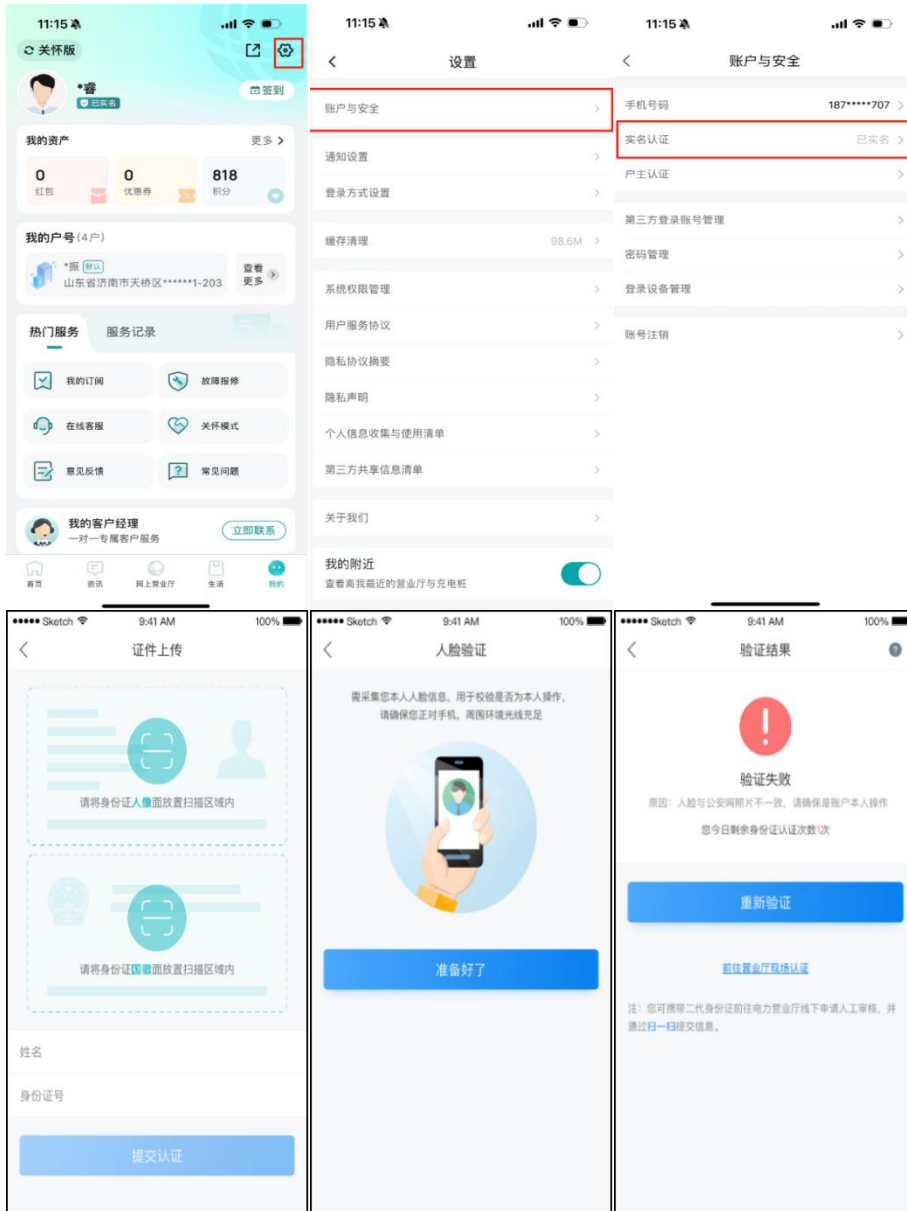 11:15
关怀版
*睿
已实名
签到
我的资产
更多
0
红包
0
优惠券
818
积分
我的户号(4户)
*振 默认
山东省济南市天桥区******1-203
查看
更多
热门服务
服务记录
我的订阅
故障报修
在线客服
关怀模式
意见反馈
常见问题
我的客户经理
一对一专属客户服务
立即联系
首页
资讯
网上营业厅
生活
我的
11:15
设置
账户与安全
通知设置
登录方式设置
缓存清理 98.6M
系统权限管理
用户服务协议
隐私协议摘要
隐私声明
个人信息收集与使用清单
第三方共享信息清单
关于我们
我的附近
查看离我最近的营业厅与充电桩
11:15
账户与安全
手机号码 187*****707
实名认证 已实名
户主认证
第三方登录账号管理
密码管理
登录设备管理
账号注销
Sketch 9:41 AM 100%
证件上传
请将身份证人像面放置扫描区域内
请将身份证国徽面放置扫描区域内
姓名
身份证号
提交认证
Sketch 9:41 AM 100%
人脸验证
需采集您本人人脸信息，用于校验是否为本人操作，
请确保您正对手机，周围环境光线充足
准备好了
Sketch 9:41 AM 100%
验证结果
验证失败
原因：人脸与公安网照片不一致，请确保是账户本人操作
您今日剩余身份证认证次数1次
重新验证
前往营业厅现场认证
注：您可携带二代身份证前往电力营业厅线下申请人工审核，并
通过扫一扫提交信息。